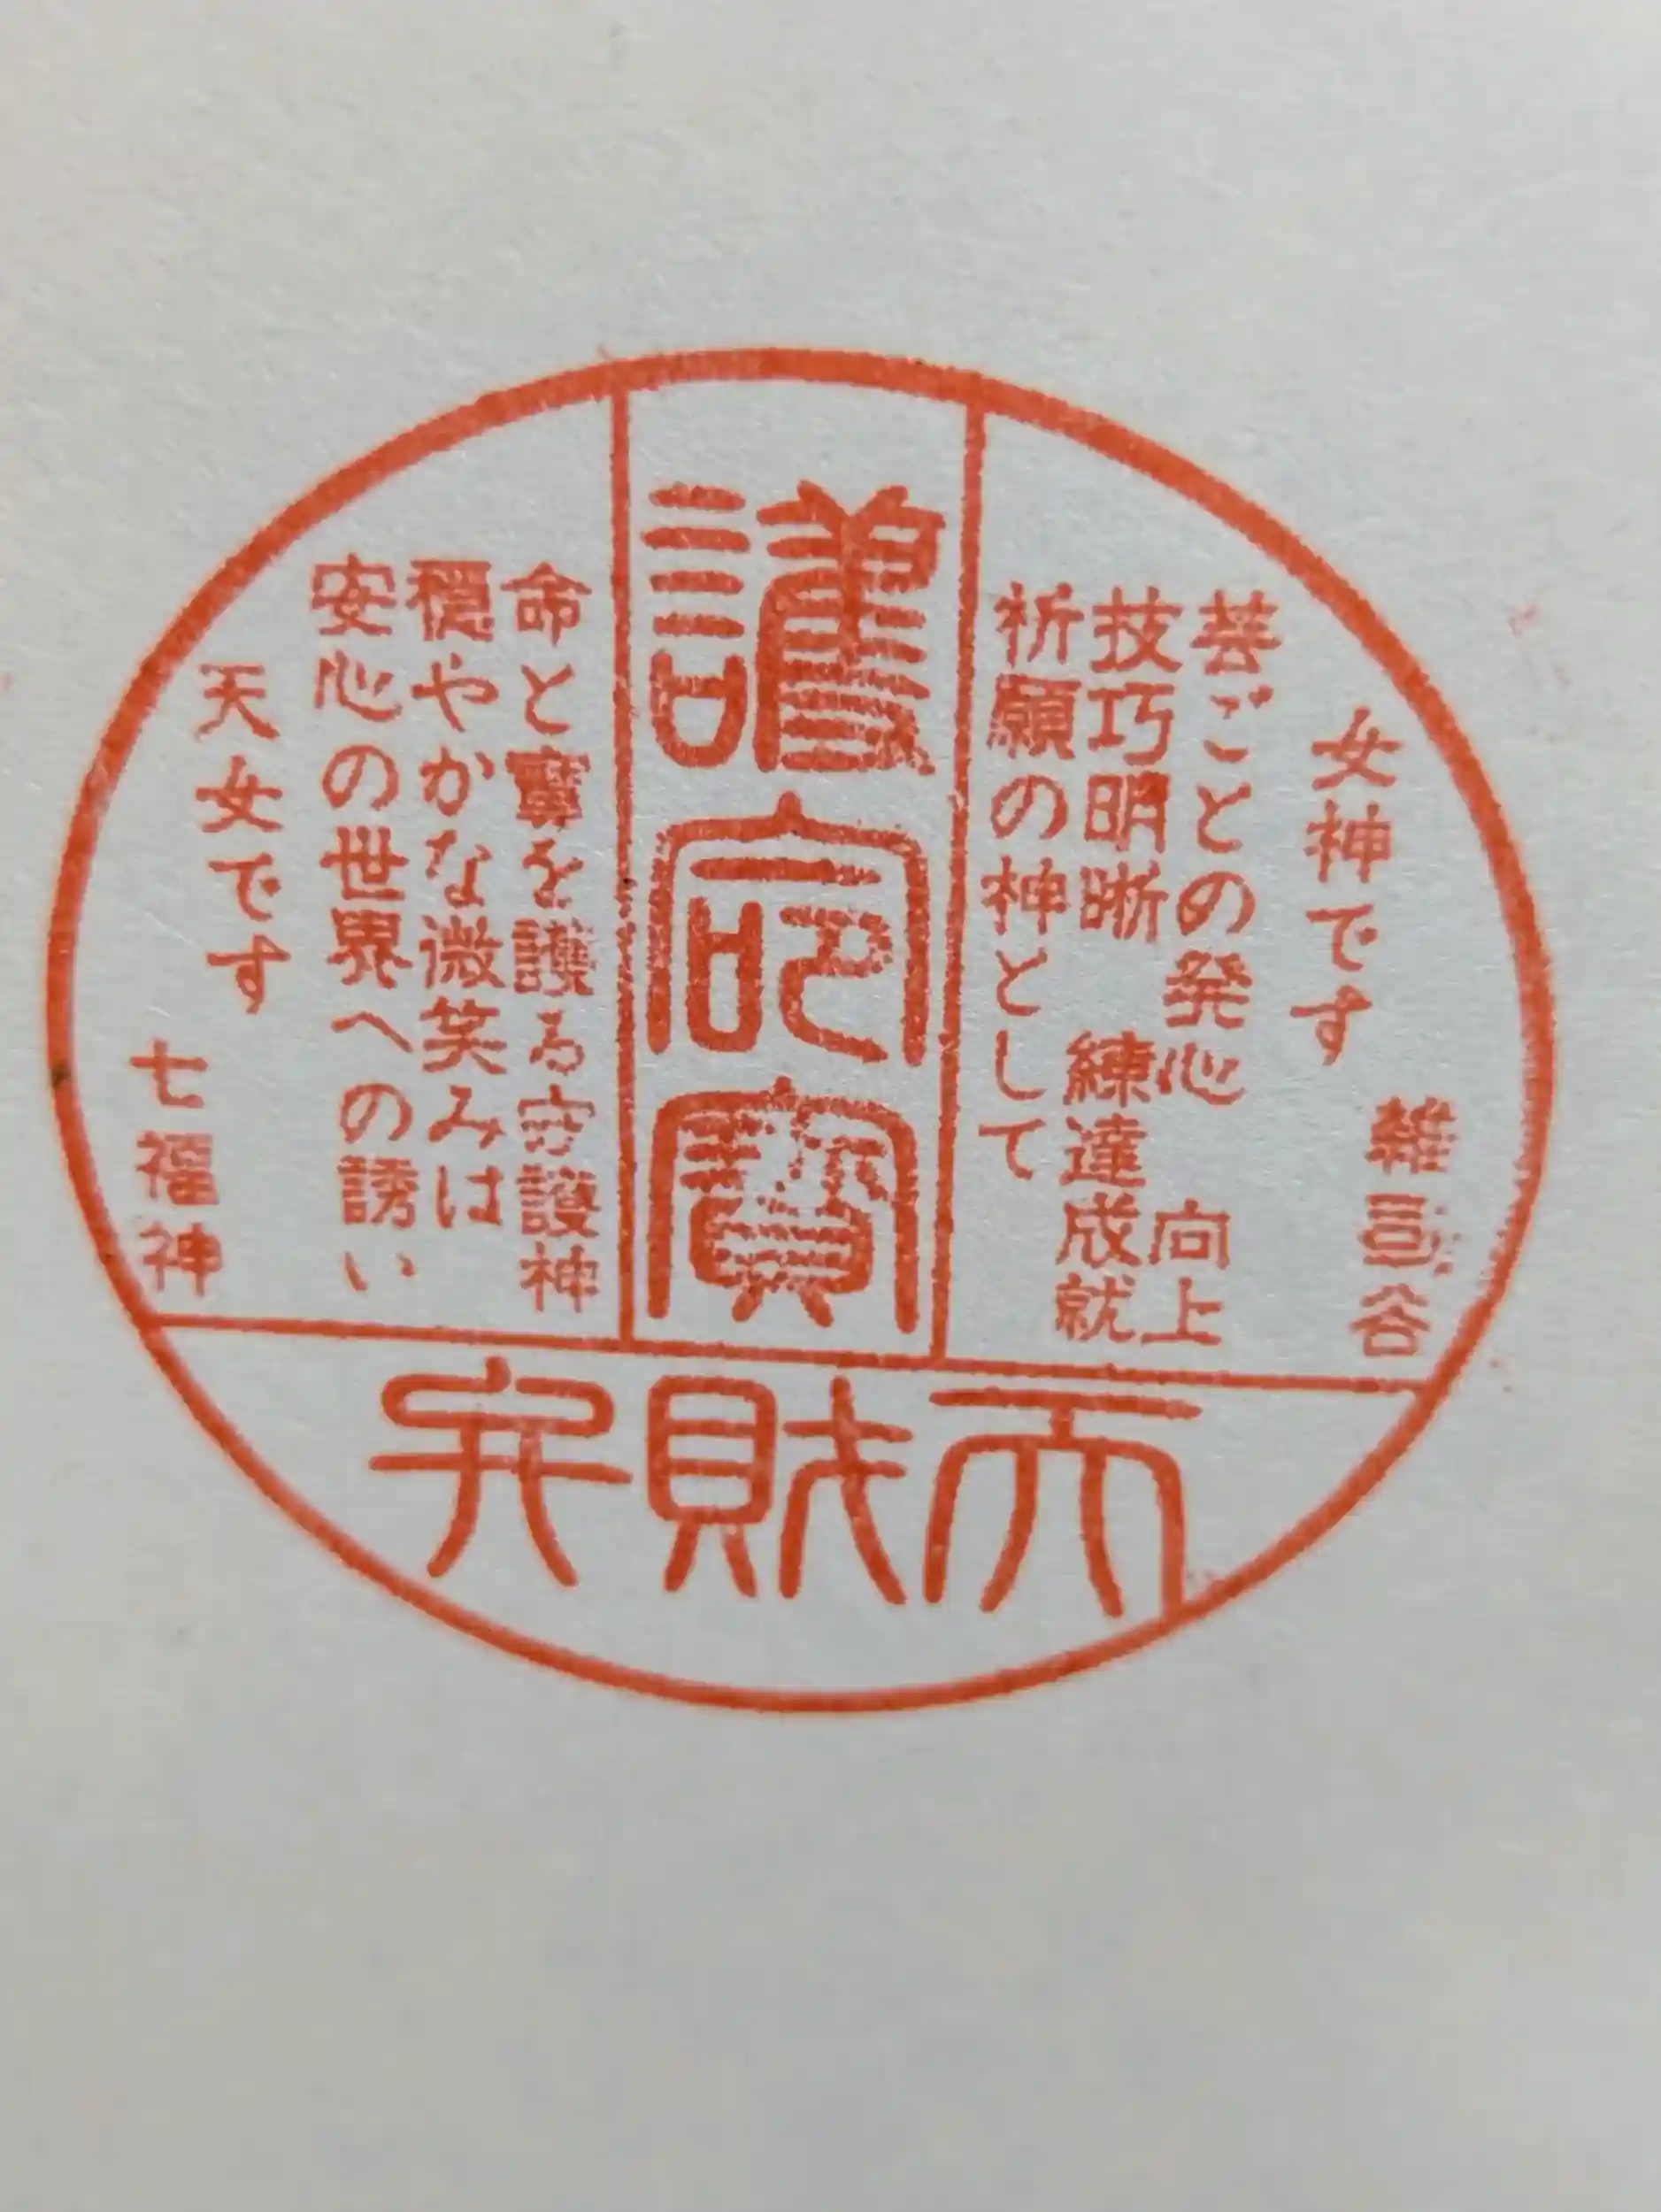 雑司谷
女神です
芸ごとの発心 向上
技巧明晰 練達成就
祈願の神として
護命寳
命と寳を護る守護神
穏やかな微笑みは
安心の世界への誘い
天女です
七福神
弁財天